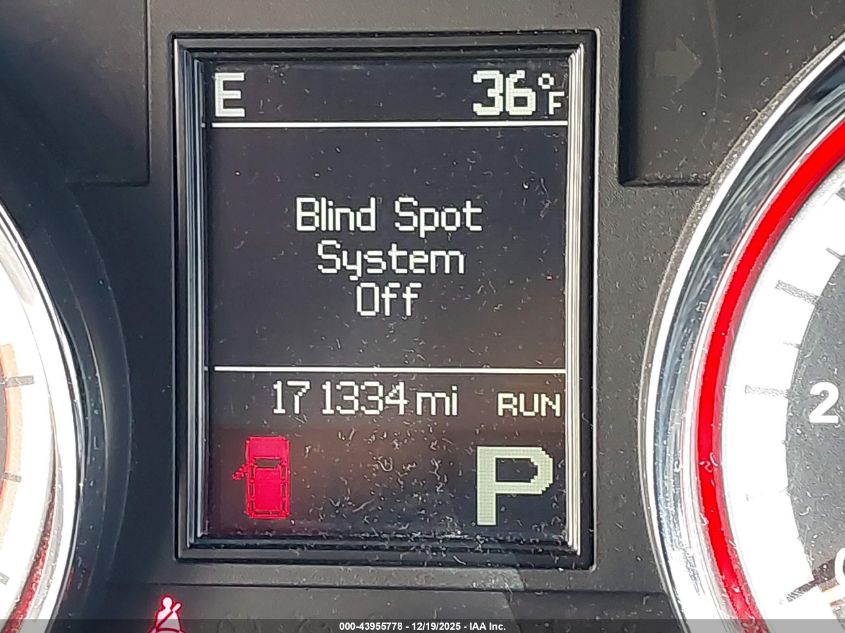 E 36°F
Blind Spot
System
Off
171334 mi RUN
P
2
000-43955778 - 12/19/2025 - IAA Inc.